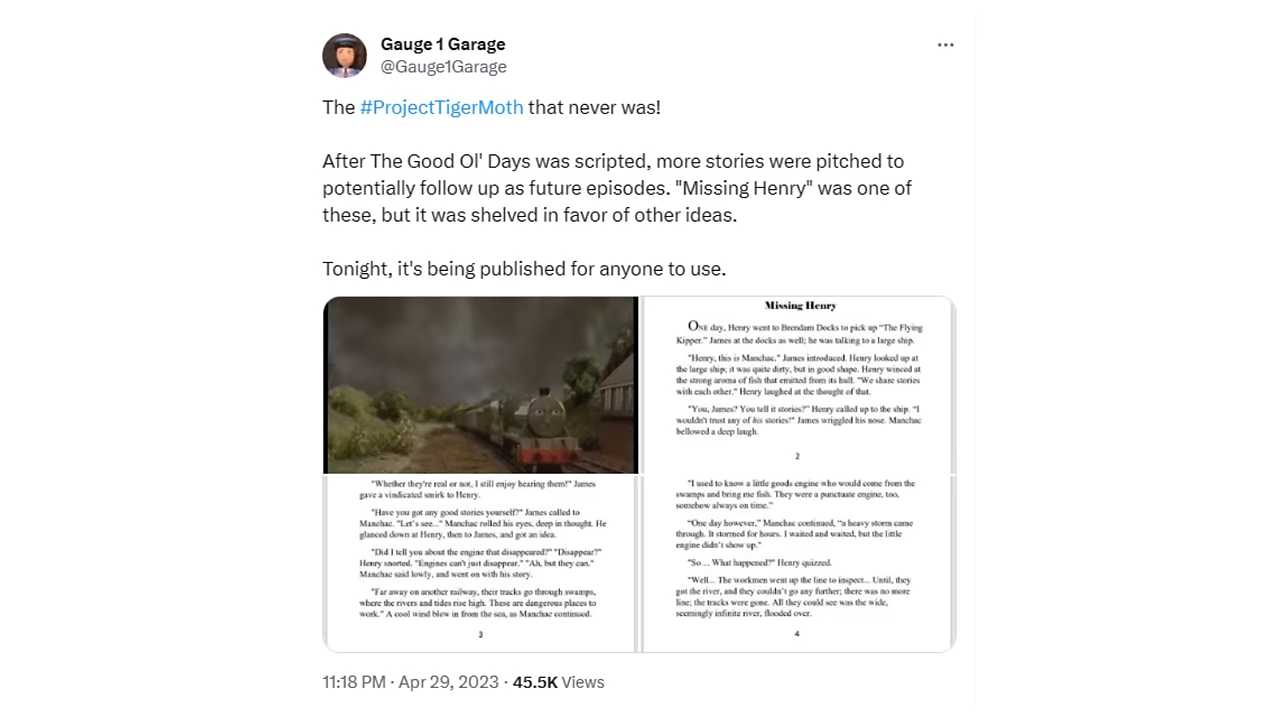 Gauge 1 Garage
@Gauge1Garage
The #ProjectTigerMoth that never was!
After The Good Ol' Days was scripted, more stories were pitched to
potentially follow up as future episodes. "Missing Henry" was one of
these, but it was shelved in favor of other ideas.
Tonight, it's being published for anyone to use.
Missing Henry
ONE day, Henry went to Brendam Docks to pick up "The Flying
Kipper." James at the docks as well; he was talking to a large ship.
"Henry, this is Manchac." James introduced. Henry looked up at
the large ship; it was quite dirty, but in good shape. Henry winced at
the strong aroma of fish that emitted from its hull. "We share stories
with each other." Henry laughed at the thought of that.
"You, James? You tell it stories?" Henry called up to the ship. "I
wouldn't trust any of his stories!" James wriggled his nose. Manchac
bellowed a deep laugh.
2
"Whether they're real or not, I still enjoy hearing them!" James
gave a vindicated smirk to Henry.
"Have you got any good stories yourself?" James called to
Manchac. "Let's see..." Manchac rolled his eyes, deep in thought. He
glanced down at Henry, then to James, and got an idea.
"Did I tell you about the engine that disappeared?" "Disappear?"
Henry snorted. "Engines can't just disappear." "Ah, but they can."
Manchac said lowly, and went on with his story.
"Far away on another railway, their tracks go through swamps,
where the rivers and tides rise high. These are dangerous places to
work." A cool wind blew in from the sea, as Manchac continued.
3
"I used to know a little goods engine who would come from the
swamps and bring me fish. They were a punctuate engine, too,
somehow always on time."
"One day however," Manchac continued, "a heavy storm came
through. It stormed for hours. I waited and waited, but the little
engine didn't show up."
"So... What happened?" Henry quizzed.
"Well... The workmen went up the line to inspect... Until, they
got the river, and they couldn't go any further; there was no more
line; the tracks were gone. All they could see was the wide,
seemingly infinite river, flooded over.
4
11:18 PM · Apr 29, 2023 · 45.5K Views